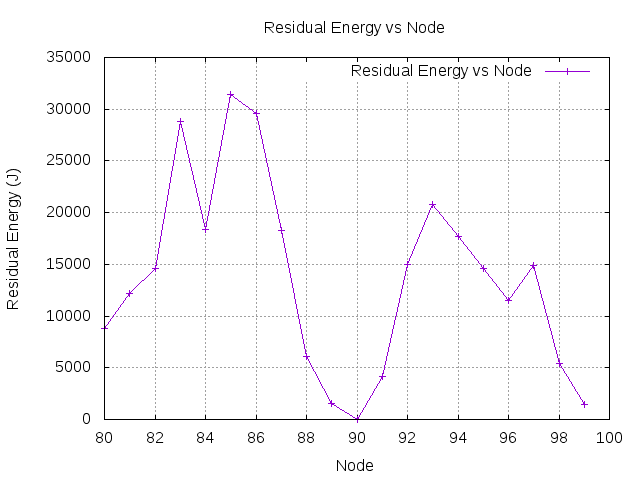 Residual Energy vs Node
Residual Energy vs Node
35000
30000
25000
20000
15000
10000
5000
0
Residual Energy (J)
80 82 84 86 88 90 92 94 96 98 100
Node